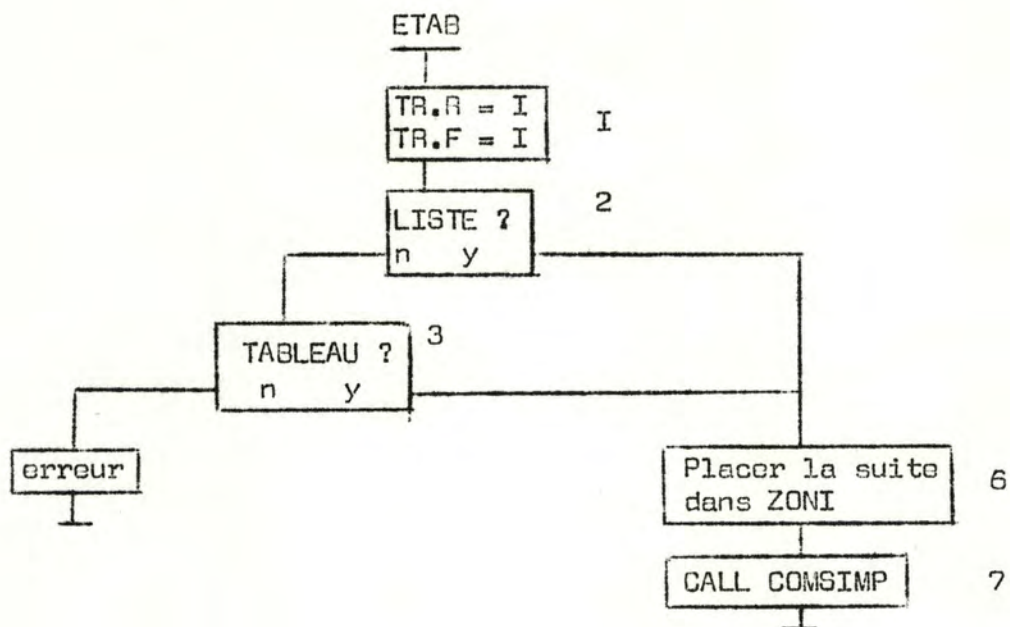 ETAB
TR.R = I
TR.F = I
I
LISTE ?
n y
2
TABLEAU ?
n y
3
erreur
Placer la suite
dans ZONI
6
CALL COMSIMP
7